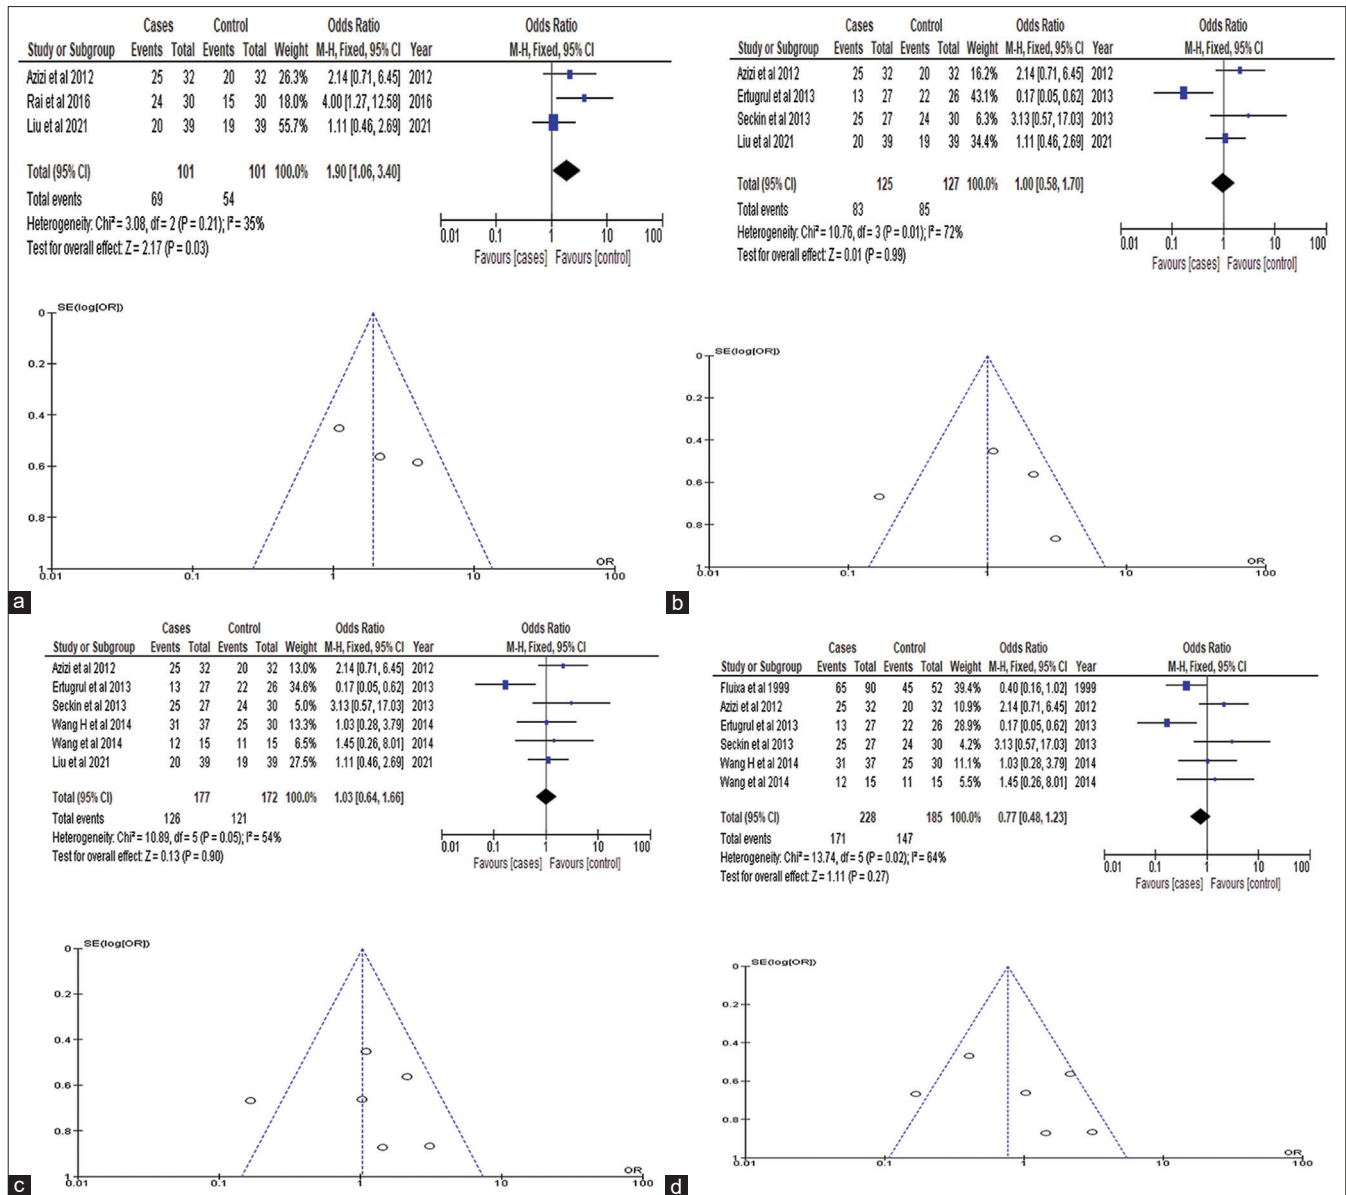 Cases Control Odds Ratio Odds Ratio
Study or Subgroup Events Total Events Total Weight M-H, Fixed, 95% CI Year M-H, Fixed, 95% CI
Azizi et al 2012 25 32 20 32 26.3% 2.14 [0.71, 6.45] 2012
Rai et al 2016 24 30 15 30 18.0% 4.00 [1.27, 12.58] 2016
Liu et al 2021 20 39 19 39 55.7% 1.11 [0.46, 2.69] 2021
Total (95% CI) 101 101 100.0% 1.90 [1.06, 3.40]
Total events 69 54
Heterogeneity: Chi² = 3.08, df = 2 (P = 0.21); I² = 35%
Test for overall effect: Z = 2.17 (P = 0.03)
0.01 0.1 1 10 100
Favours [cases] Favours [control]
SE(log[OR])
0
0.2
0.4
0.6
0.8
1
0.01 0.1 1 10 100
OR
a
Cases Control Odds Ratio Odds Ratio
Study or Subgroup Events Total Events Total Weight M-H, Fixed, 95% CI Year M-H, Fixed, 95% CI
Azizi et al 2012 25 32 20 32 16.2% 2.14 [0.71, 6.45] 2012
Ertugrul et al 2013 13 27 22 26 43.1% 0.17 [0.05, 0.62] 2013
Seckin et al 2013 25 27 24 30 6.3% 3.13 [0.57, 17.03] 2013
Liu et al 2021 20 39 19 39 34.4% 1.11 [0.46, 2.69] 2021
Total (95% CI) 125 127 100.0% 1.00 [0.58, 1.70]
Total events 83 85
Heterogeneity: Chi² = 10.76, df = 3 (P = 0.01); I² = 72%
Test for overall effect: Z = 0.01 (P = 0.99)
0.01 0.1 1 10 100
Favours [cases] Favours [control]
SE(log[OR])
0
0.2
0.4
0.6
0.8
1
0.01 0.1 1 10 100
OR
b
Cases Control Odds Ratio Odds Ratio
Study or Subgroup Events Total Events Total Weight M-H, Fixed, 95% CI Year M-H, Fixed, 95% CI
Azizi et al 2012 25 32 20 32 13.0% 2.14 [0.71, 6.45] 2012
Ertugrul et al 2013 13 27 22 26 34.6% 0.17 [0.05, 0.62] 2013
Seckin et al 2013 25 27 24 30 5.0% 3.13 [0.57, 17.03] 2013
Wang H et al 2014 31 37 25 30 13.3% 1.03 [0.28, 3.79] 2014
Wang et al 2014 12 15 11 15 6.5% 1.45 [0.26, 8.01] 2014
Liu et al 2021 20 39 19 39 27.5% 1.11 [0.46, 2.69] 2021
Total (95% CI) 177 172 100.0% 1.03 [0.64, 1.66]
Total events 126 121
Heterogeneity: Chi² = 10.89, df = 5 (P = 0.05); I² = 54%
Test for overall effect: Z = 0.13 (P = 0.90)
0.01 0.1 1 10 100
Favours [cases] Favours [control]
SE(log[OR])
0
0.2
0.4
0.6
0.8
1
0.01 0.1 1 10 100
OR
c
Cases Control Odds Ratio Odds Ratio
Study or Subgroup Events Total Events Total Weight M-H, Fixed, 95% CI Year M-H, Fixed, 95% CI
Fluixa et al 1999 65 90 45 52 39.4% 0.40 [0.16, 1.02] 1999
Azizi et al 2012 25 32 20 32 10.9% 2.14 [0.71, 6.45] 2012
Ertugrul et al 2013 13 27 22 26 28.9% 0.17 [0.05, 0.62] 2013
Seckin et al 2013 25 27 24 30 4.2% 3.13 [0.57, 17.03] 2013
Wang H et al 2014 31 37 25 30 11.1% 1.03 [0.28, 3.79] 2014
Wang et al 2014 12 15 11 15 5.5% 1.45 [0.26, 8.01] 2014
Total (95% CI) 228 185 100.0% 0.77 [0.48, 1.23]
Total events 171 147
Heterogeneity: Chi² = 13.74, df = 5 (P = 0.02); I² = 64%
Test for overall effect: Z = 1.11 (P = 0.27)
0.01 0.1 1 10 100
Favours [cases] Favours [control]
SE(log[OR])
0
0.2
0.4
0.6
0.8
1
0.01 0.1 1 10 100
OR
d